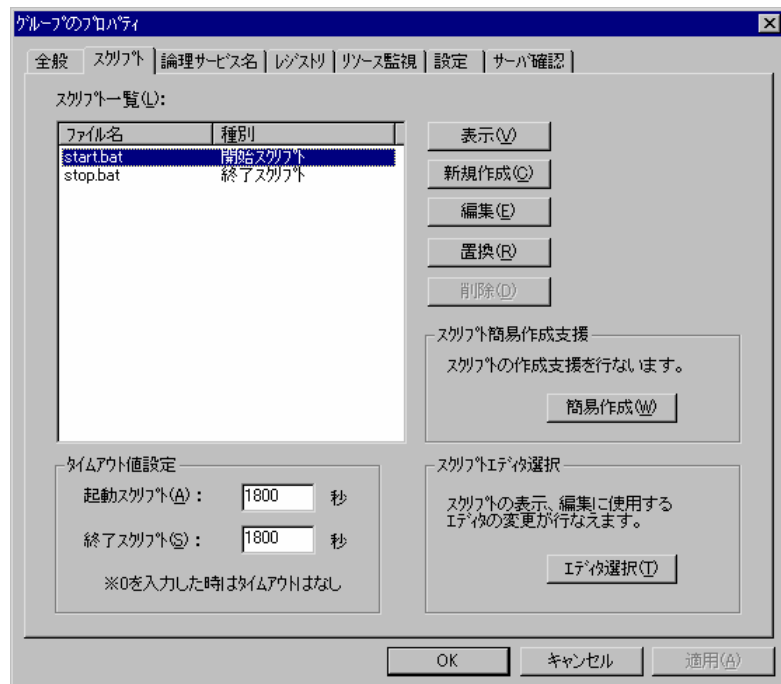 ｸﾞﾙｰﾌﾟのﾌﾟﾛﾊﾟﾃｨ
全般 ｽｸﾘﾌﾟﾄ 論理ｻｰﾋﾞｽ名 ﾚｼﾞｽﾄﾘ ﾘｿｰｽ監視 設定 ｻｰﾊﾞ確認
ｽｸﾘﾌﾟﾄ一覧(L):
ﾌｧｲﾙ名 種別
start.bat 開始ｽｸﾘﾌﾟﾄ
stop.bat 終了ｽｸﾘﾌﾟﾄ
表示(V)
新規作成(C)
編集(E)
置換(R)
削除(D)
ｽｸﾘﾌﾟﾄ簡易作成支援
ｽｸﾘﾌﾟﾄの作成支援を行ないます。
簡易作成(W)
ﾀｲﾑｱｳﾄ値設定
起動ｽｸﾘﾌﾟﾄ(A)： 1800 秒
終了ｽｸﾘﾌﾟﾄ(S)： 1800 秒
※0を入力した時はﾀｲﾑｱｳﾄはなし
ｽｸﾘﾌﾟﾄｴﾃﾞｨﾀ選択
ｽｸﾘﾌﾟﾄの表示、編集に使用する
ｴﾃﾞｨﾀの変更が行なえます。
ｴﾃﾞｨﾀ選択(T)
OK キャンセル 適用(A)